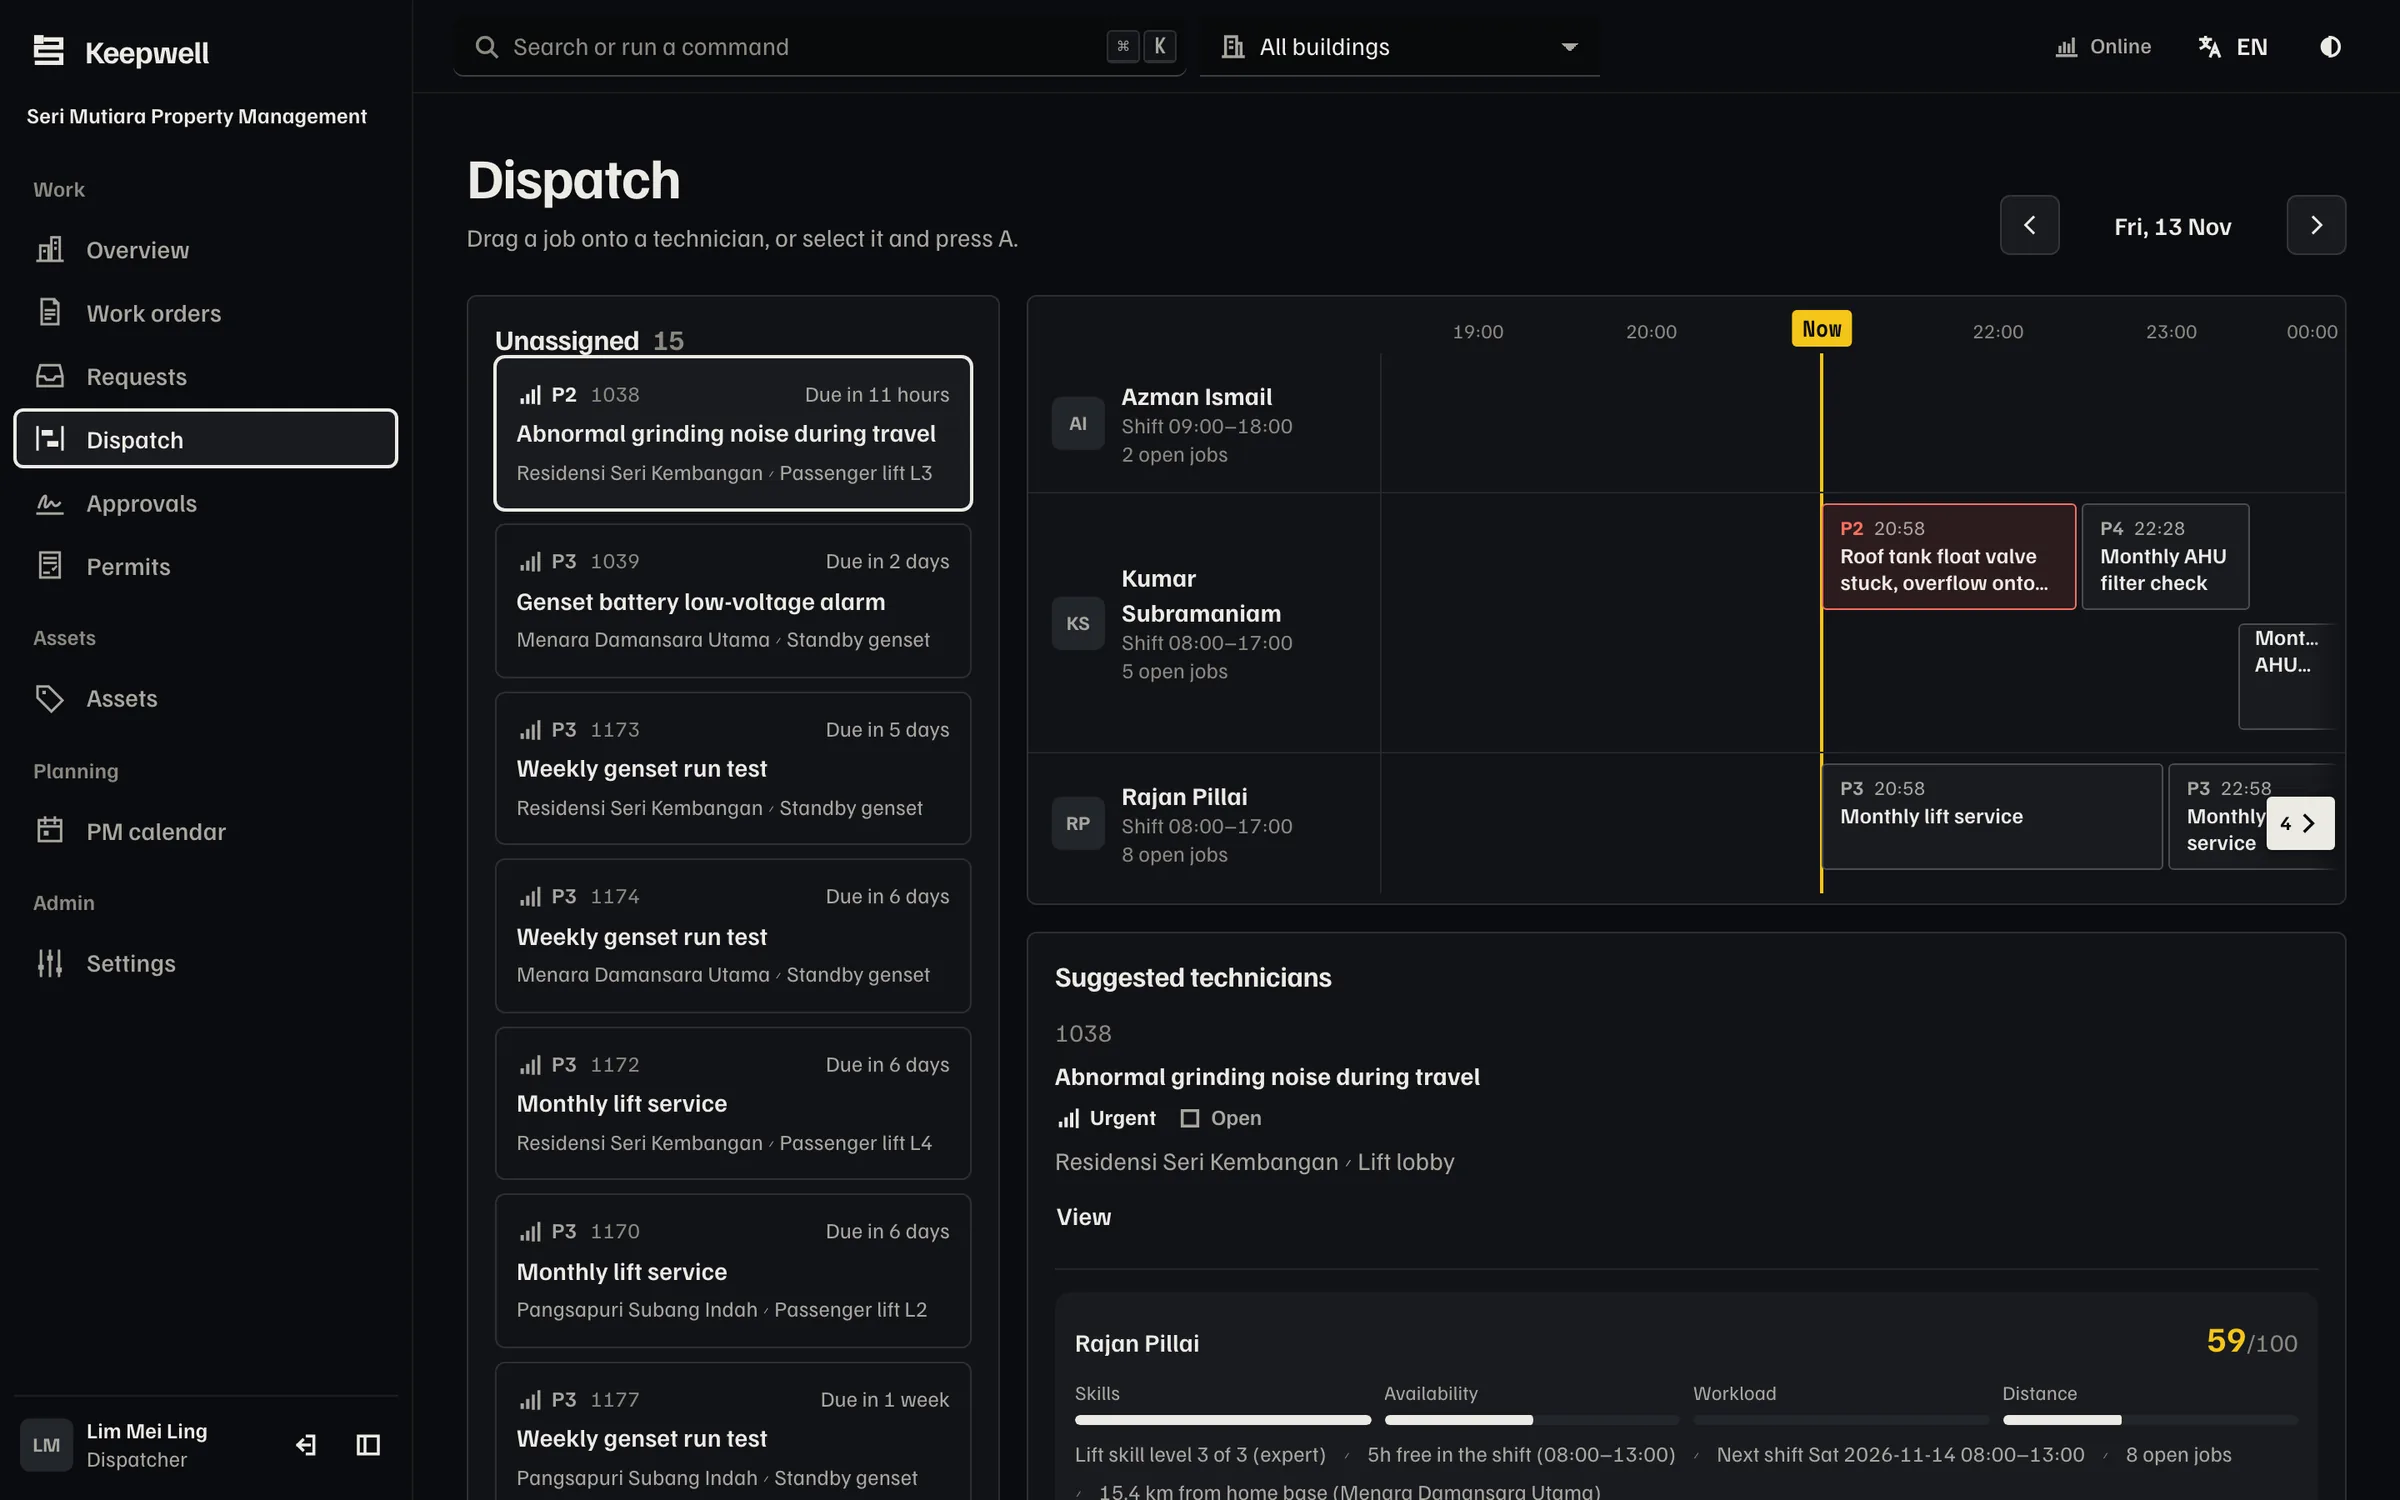 Keepwell
Seri Mutiara Property Management
Work
Overview
Work orders
Requests
Dispatch
Approvals
Permits
Assets
Assets
Planning
PM calendar
Admin
Settings
LM
Lim Mei Ling
Dispatcher
Search or run a command
⌘ K
All buildings
Online
EN
Dispatch
Drag a job onto a technician, or select it and press A.
Fri, 13 Nov
Unassigned 15
P2 1038 Due in 11 hours
Abnormal grinding noise during travel
Residensi Seri Kembangan / Passenger lift L3
P3 1039 Due in 2 days
Genset battery low-voltage alarm
Menara Damansara Utama / Standby genset
P3 1173 Due in 5 days
Weekly genset run test
Residensi Seri Kembangan / Standby genset
P3 1174 Due in 6 days
Weekly genset run test
Menara Damansara Utama / Standby genset
P3 1172 Due in 6 days
Monthly lift service
Residensi Seri Kembangan / Passenger lift L4
P3 1170 Due in 6 days
Monthly lift service
Pangsapuri Subang Indah / Passenger lift L2
P3 1177 Due in 1 week
Weekly genset run test
Pangsapuri Subang Indah / Standby genset
19:00 20:00 Now 22:00 23:00 00:00
AI
Azman Ismail
Shift 09:00–18:00
2 open jobs
KS
Kumar
Subramaniam
Shift 08:00–17:00
5 open jobs
P2 20:58
Roof tank float valve
stuck, overflow onto…
P4 22:28
Monthly AHU
filter check
Mont…
AHU…
RP
Rajan Pillai
Shift 08:00–17:00
8 open jobs
P3 20:58
Monthly lift service
P3 22:58
Monthly
service
4
Suggested technicians
1038
Abnormal grinding noise during travel
Urgent Open
Residensi Seri Kembangan / Lift lobby
View
Rajan Pillai
59/100
Skills Availability Workload Distance
Lift skill level 3 of 3 (expert) / 5h free in the shift (08:00–13:00) / Next shift Sat 2026-11-14 08:00–13:00 / 8 open jobs
/ 15.4 km from home base (Menara Damansara Utama)